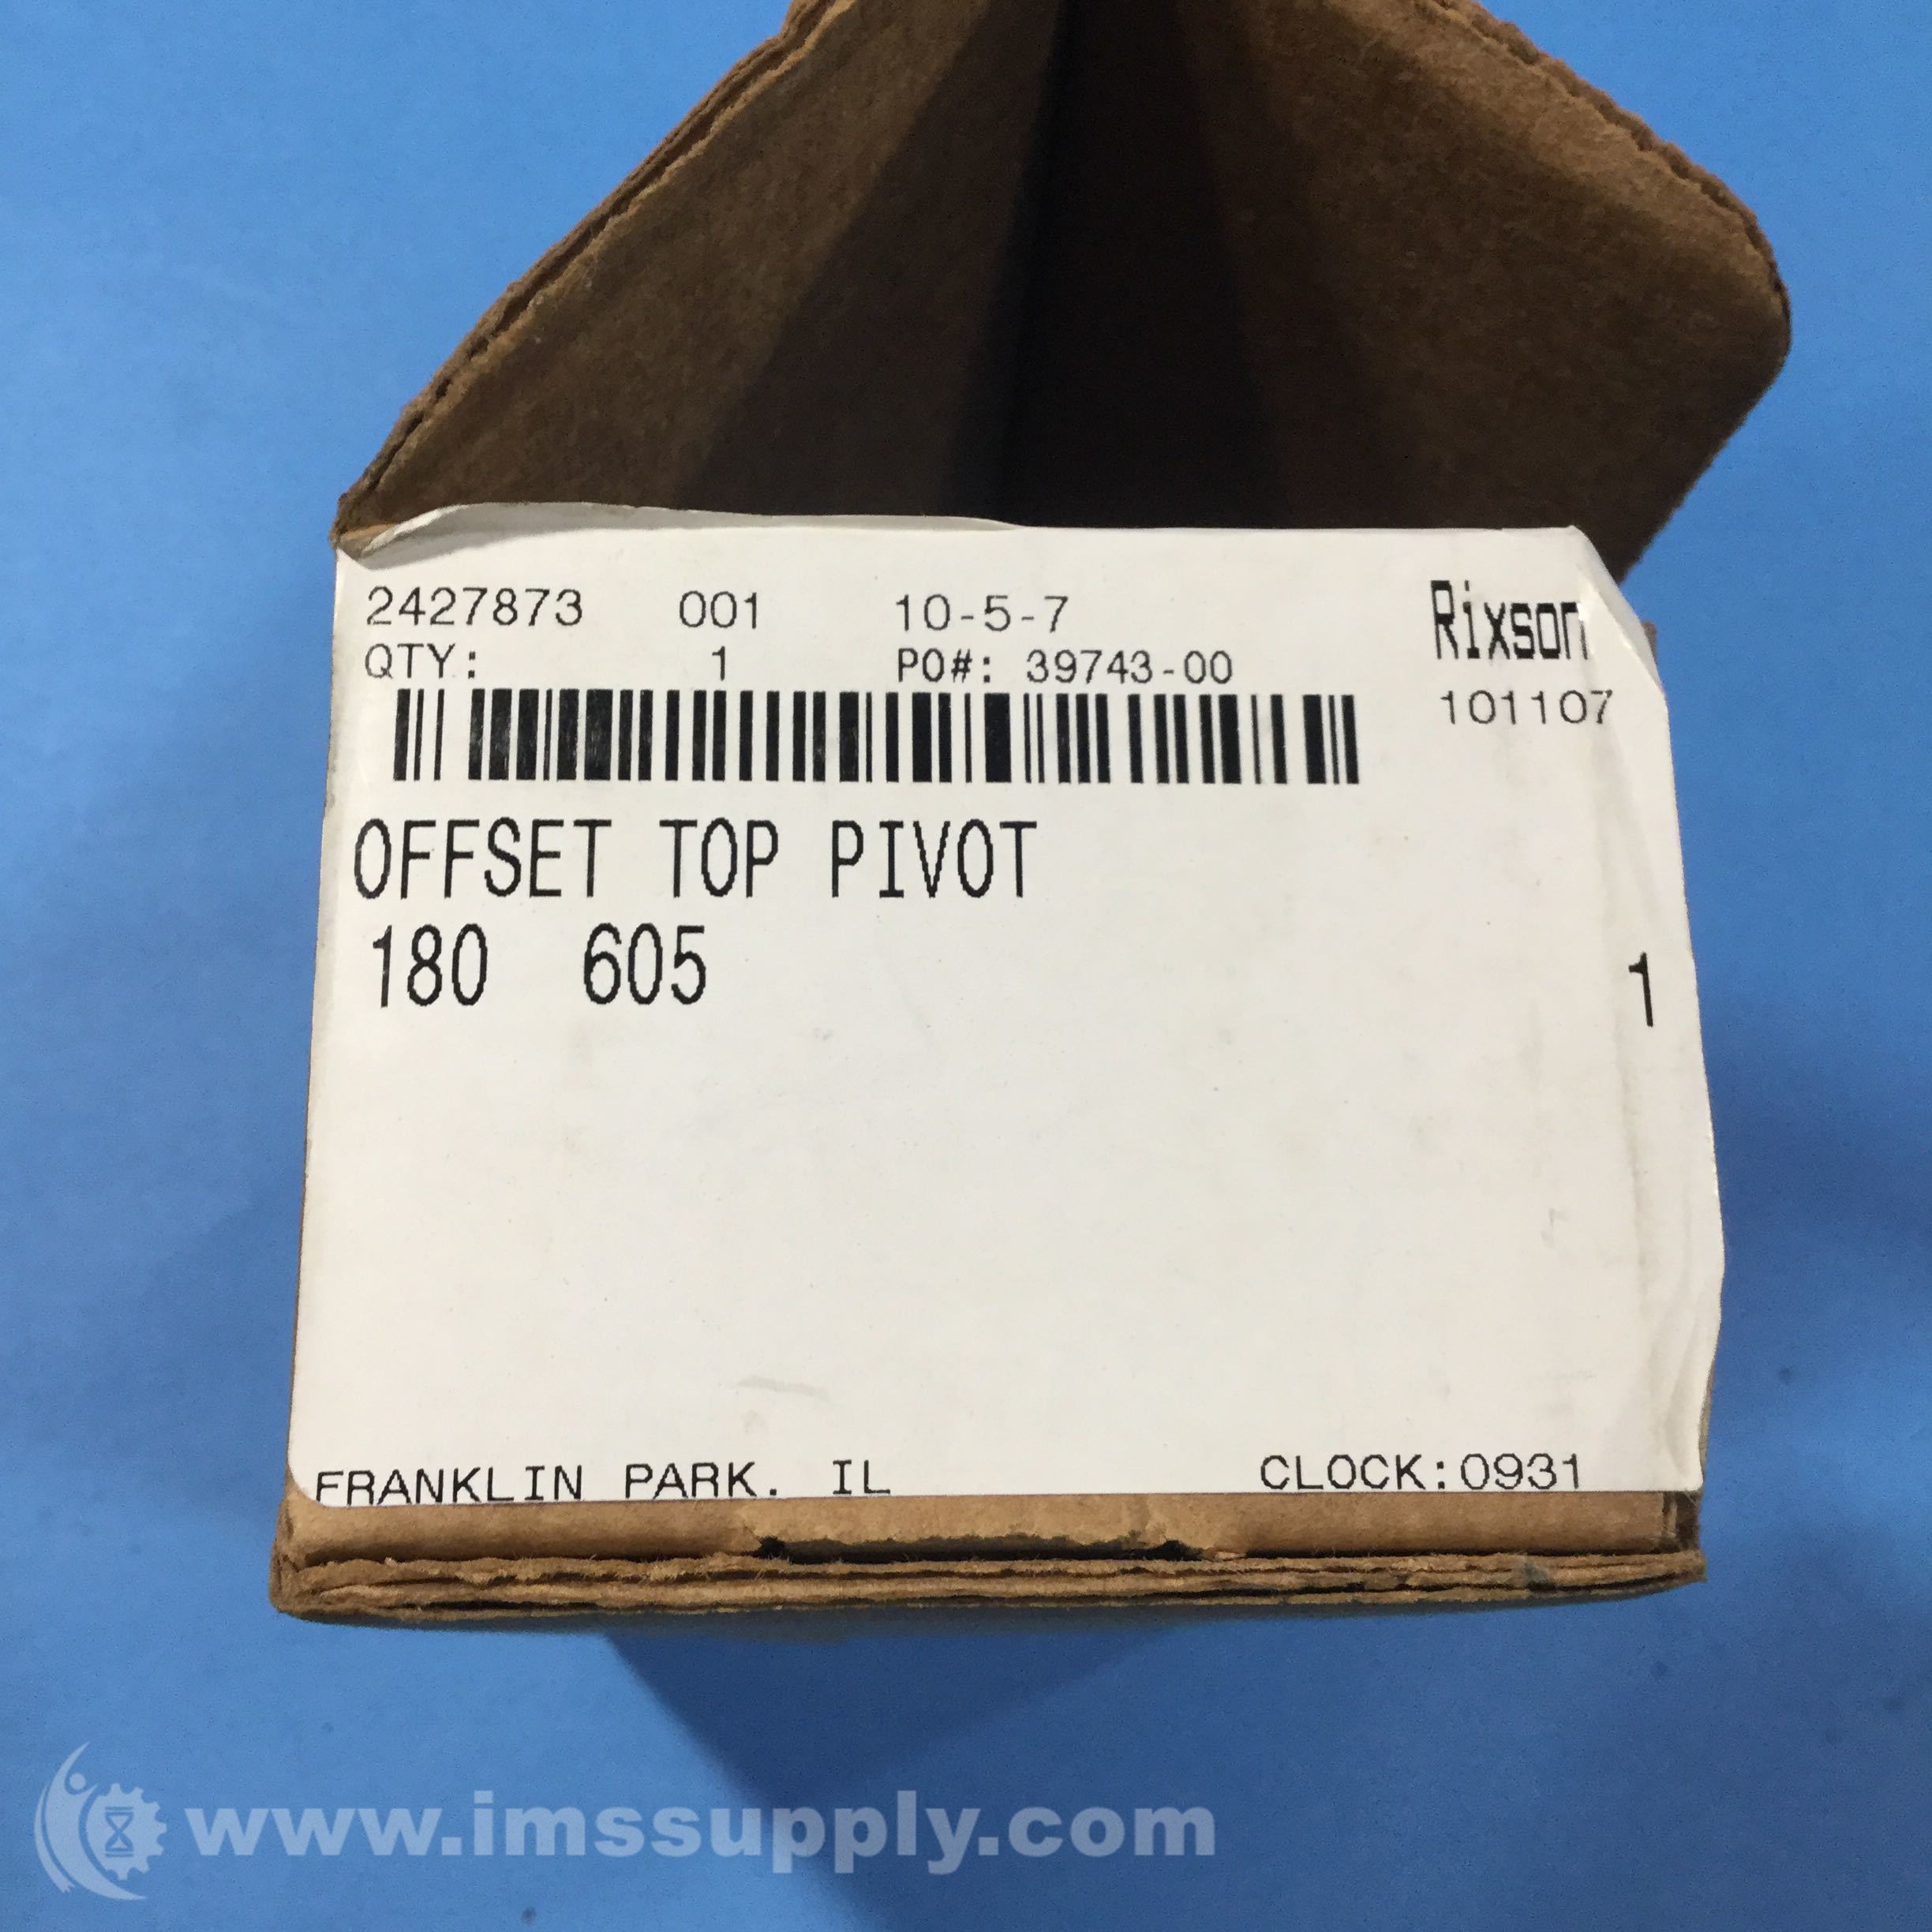 2427873 001 10-5-7 Rixson
QTY: 1 PO#: 39743-00
101107
OFFSET TOP PIVOT
180 605
1
FRANKLIN PARK. IL CLOCK:0931
www.imssupply.com